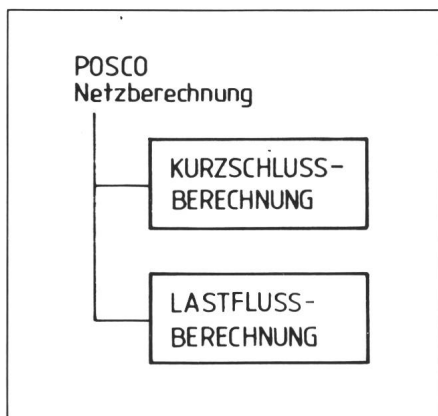 POSCO
Netzberechnung
KURZSCHLUSS-
BERECHNUNG
LASTFLUSS-
BERECHNUNG